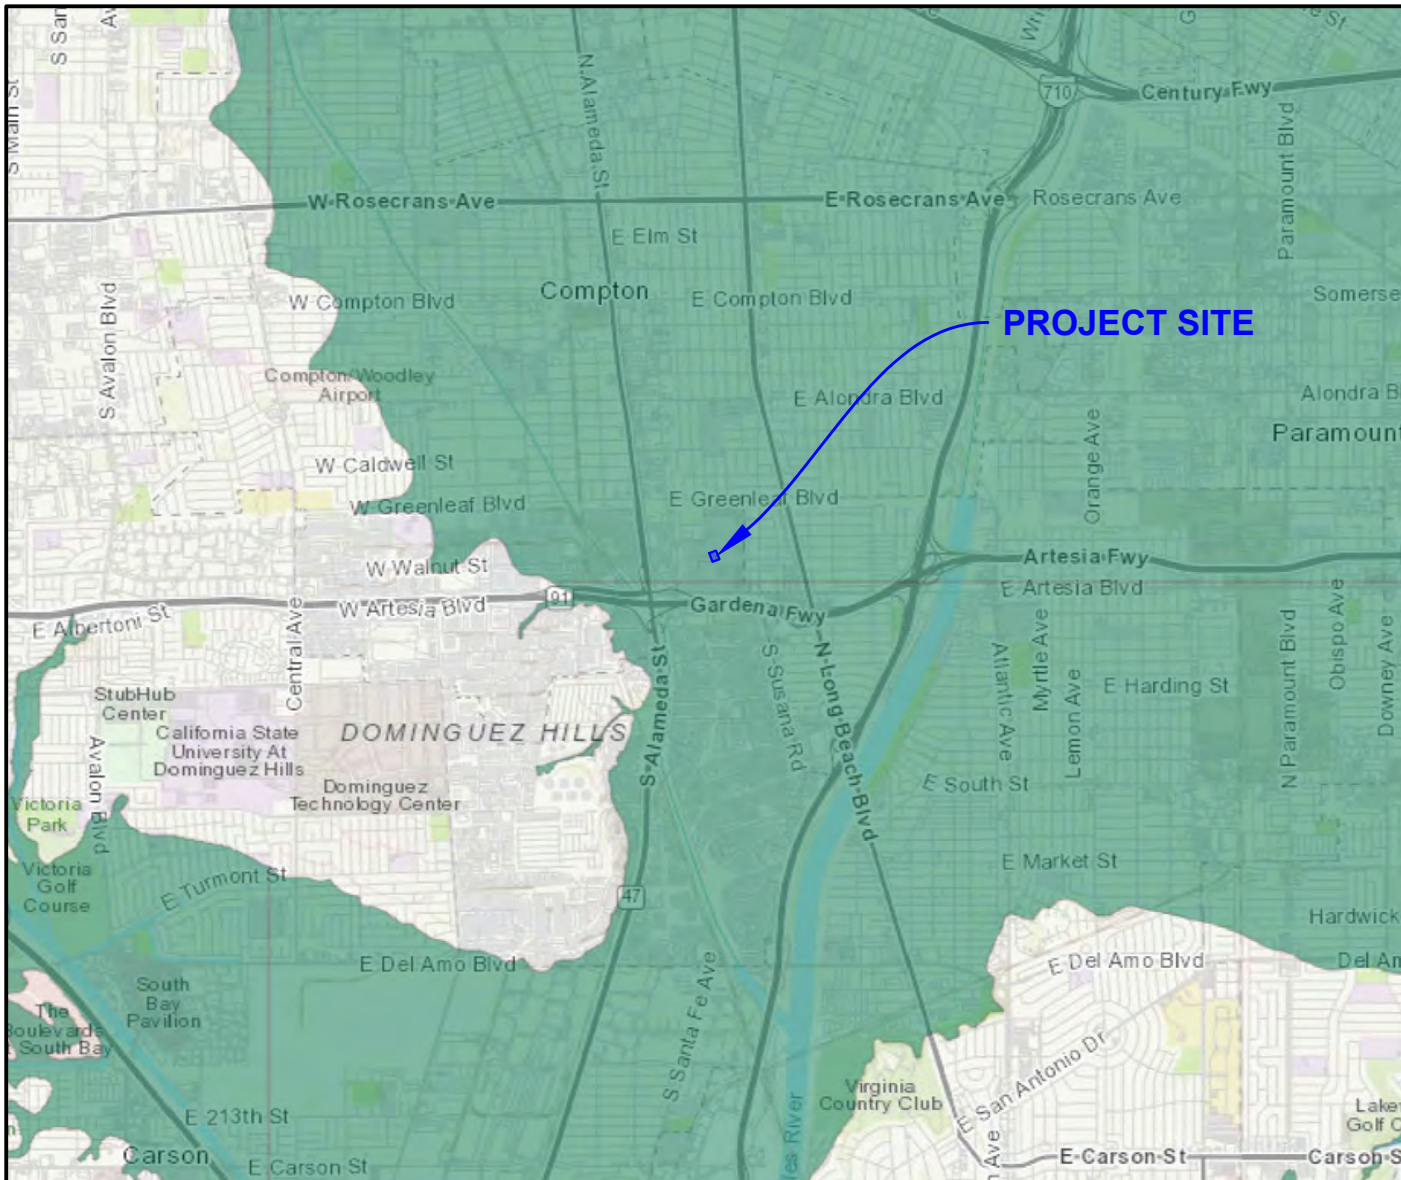 Century Fwy
710
N Alameda St
S Main St
Paramount Blvd
W Rosecrans Ave
E Rosecrans Ave
Rosecrans Ave
E Elm St
Compton
W Compton Blvd
E Compton Blvd
S Avalon Blvd
PROJECT SITE
Compton/Woodley
Airport
E Alondra Blvd
Orange Ave
Paramount
W Caldwell St
W Greenleaf Blvd
E Greenleaf Blvd
W Walnut St
Artesia Fwy
E Artesia Blvd
91
W Artesia Blvd
Gardena Fwy
E Albertoni St
Central Ave
S Alameda St
S Susana Rd
N Long Beach Blvd
Atlantic Ave
Myrtle Ave
Lemon Ave
E Harding St
N Paramount Blvd
Obispo Ave
Downey Ave
StubHub
Center
California State
University At
Dominguez Hills
DOMINGUEZ HILLS
Dominguez
Technology Center
Avalon Blvd
E South St
Victoria
Park
Victoria
Golf
Course
E Turmont St
E Market St
47
E Del Amo Blvd
E Del Amo Blvd
South
Bay
Pavilion
The
Boulevards
South Bay
S Santa Fe Ave
E San Antonio Dr
Virginia
Country Club
E 213th St
Carson
E Carson St
E Carson St
Carson S